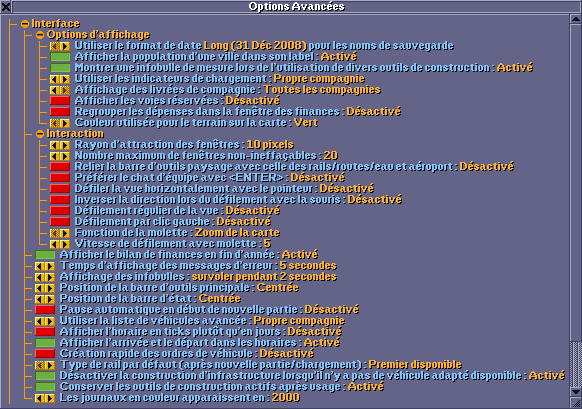 Options Avancées
Interface
Options d'affichage
Utiliser le format de date Long (31 Déc 2008) pour les noms de sauvegarde
Afficher la population d'une ville dans son label : Activé
Montrer une infobulle de mesure lors de l'utilisation de divers outils de construction : Activé
Utiliser les indicateurs de chargement : Propre compagnie
Affichage des livrées de compagnie : Toutes les compagnies
Afficher les voies réservées : Désactivé
Regrouper les dépenses dans la fenêtre des finances : Désactivé
Couleur utilisée pour le terrain sur la carte : Vert
Interaction
Rayon d'attraction des fenêtres : 10 pixels
Nombre maximum de fenêtres non-ineffaçables : 20
Relier la barre d'outils paysage avec celle des rails/routes/eau et aéroport : Désactivé
Préférer le chat d'équipe avec <ENTER> : Désactivé
Défiler la vue horizontalement avec le pointeur : Désactivé
Inverser la direction lors du défilement avec la souris : Désactivé
Défilement régulier de la vue : Désactivé
Défilement par clic gauche : Désactivé
Fonction de la molette : Zoom de la carte
Vitesse de défilement avec molette : 5
Afficher le bilan de finances en fin d'année : Activé
Temps d'affichage des messages d'erreur : 5 secondes
Affichage des infobulles : survoler pendant 2 secondes
Position de la barre d'outils principale : Centrée
Position de la barre d'état : Centrée
Pause automatique en début de nouvelle partie : Désactivé
Utiliser la liste de véhicules avancée : Propre compagnie
Afficher l'horaire en ticks plutôt qu'en jours : Désactivé
Afficher l'arrivée et le départ dans les horaires : Activé
Création rapide des ordres de véhicule : Désactivé
Type de rail par défaut (après nouvelle partie/chargement) : Premier disponible
Désactiver la construction d'infrastructure lorsqu'il n'y a pas de véhicule adapté disponible : Activé
Conserver les outils de construction actifs après usage : Activé
Les journaux en couleur apparaissent en : 2000